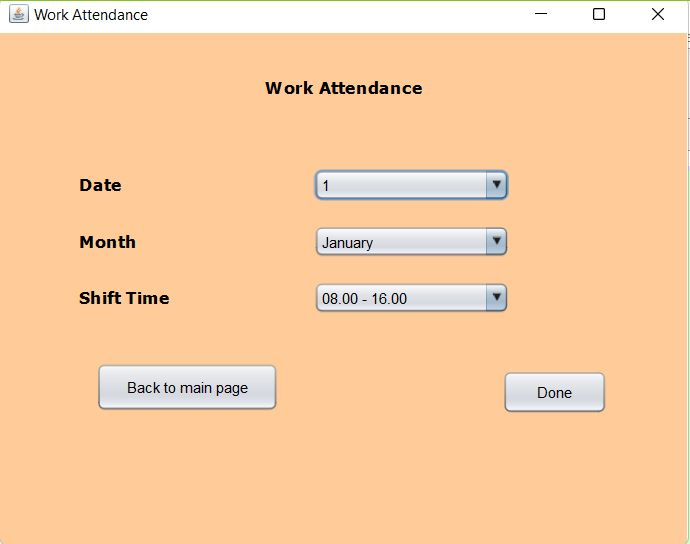 Work Attendance
Work Attendance
Date
1
Month
January
Shift Time
08.00 - 16.00
Back to main page
Done